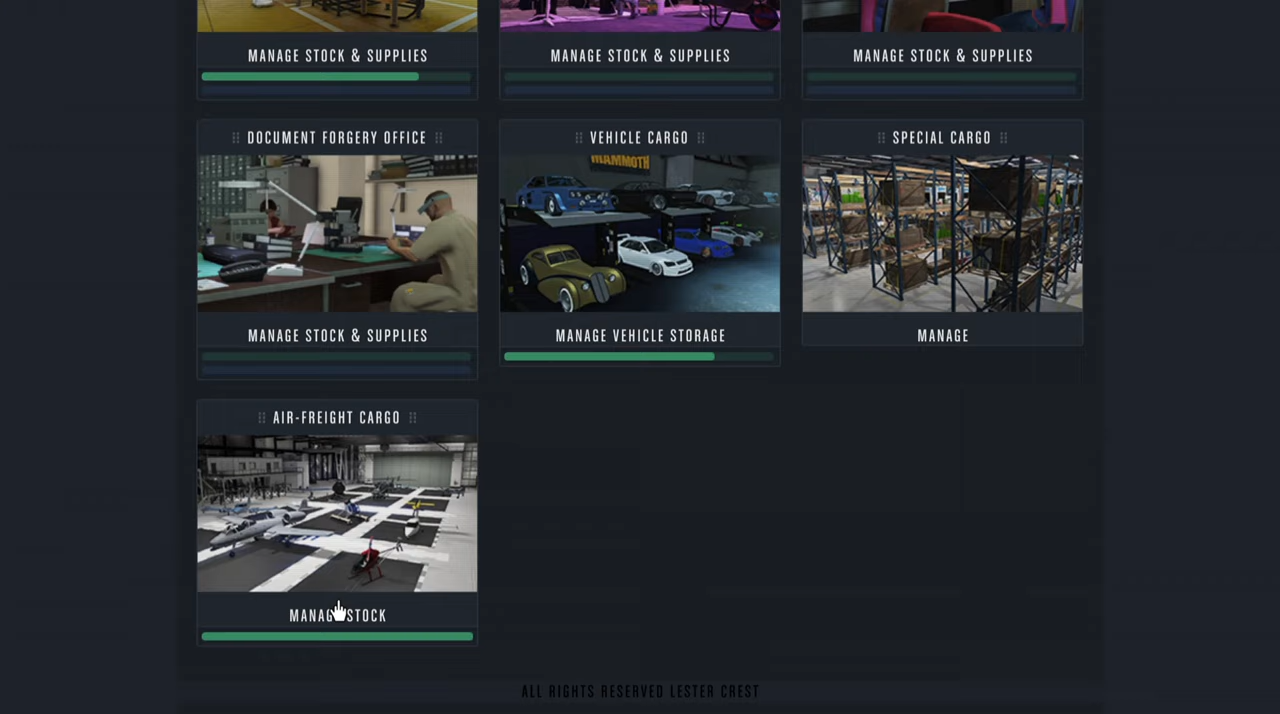 MANAGE STOCK & SUPPLIES
MANAGE STOCK & SUPPLIES
MANAGE STOCK & SUPPLIES
DOCUMENT FORGERY OFFICE
VEHICLE CARGO
SPECIAL CARGO
MAMMOTH
MANAGE STOCK & SUPPLIES
MANAGE VEHICLE STORAGE
MANAGE
AIR-FREIGHT CARGO
MANAGE STOCK
ALL RIGHTS RESERVED LESTER CREST